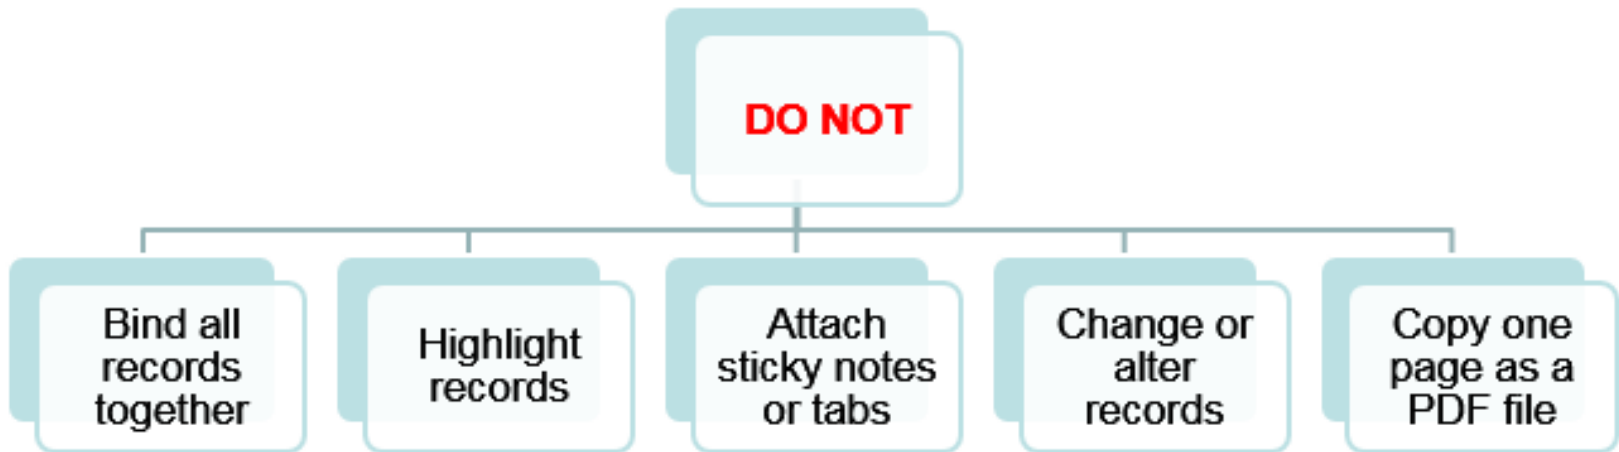 DO NOT
Bind all
records
together
Highlight
records
Attach
sticky notes
or tabs
Change or
alter
records
Copy one
page as a
PDF file